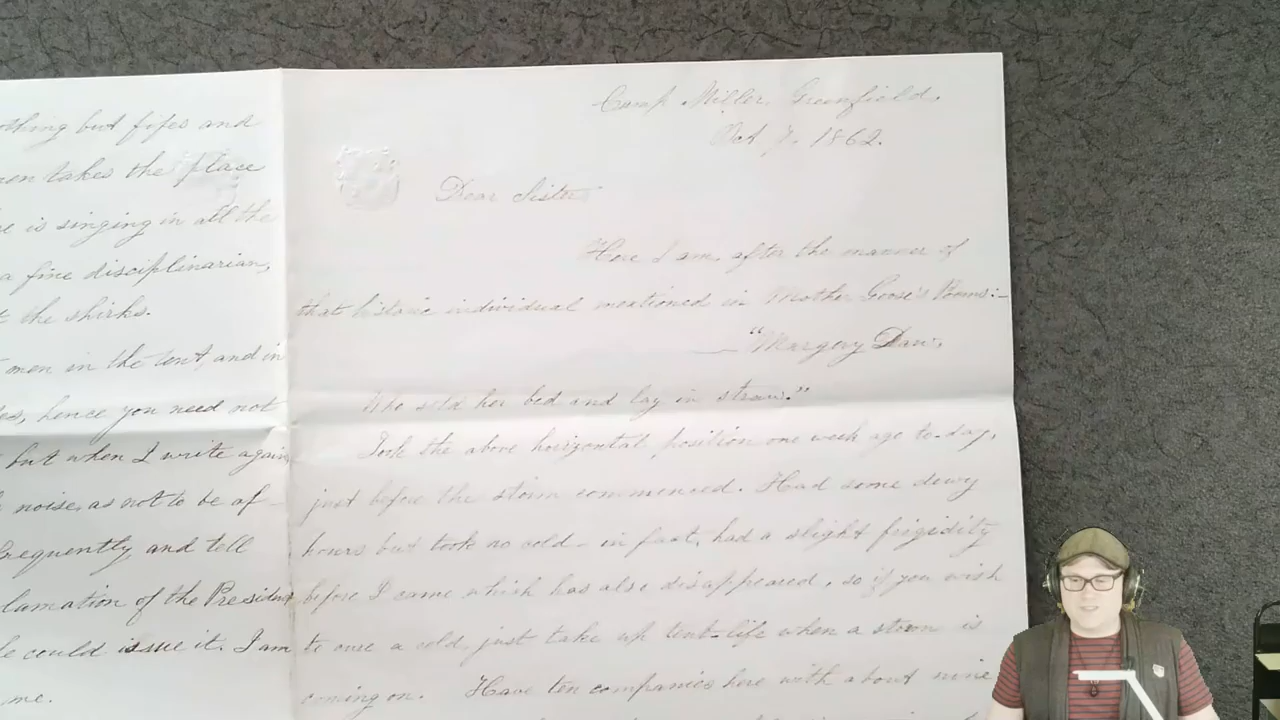 othing but fifes and
men takes the place
e is singing in all the
a fine disciplinarian,
t the shirks.
men in the tent, and in
es, hence you need not
but when I write again,
noise, as not to be af-
frequently and tell
lamation of the President
le could issue it. I am
me.
Camp Miller, Greenfield,
Oct 7. 1862.
Dear Sister
Here I am, after the manner of
that historic individual mentioned in Mother Goose's Poems:—
—"Margery Daw,
Who sold her bed and lay in straw."
Took the above horizontal position one week ago to-day,
just before the storm commenced. Had some dewy
hours but took no cold - in fact, had a slight frigidity
before I came which has also disappeared, so if you wish
to cure a cold, just take up tent-life when a storm is
coming on. Have ten companies here with about nine